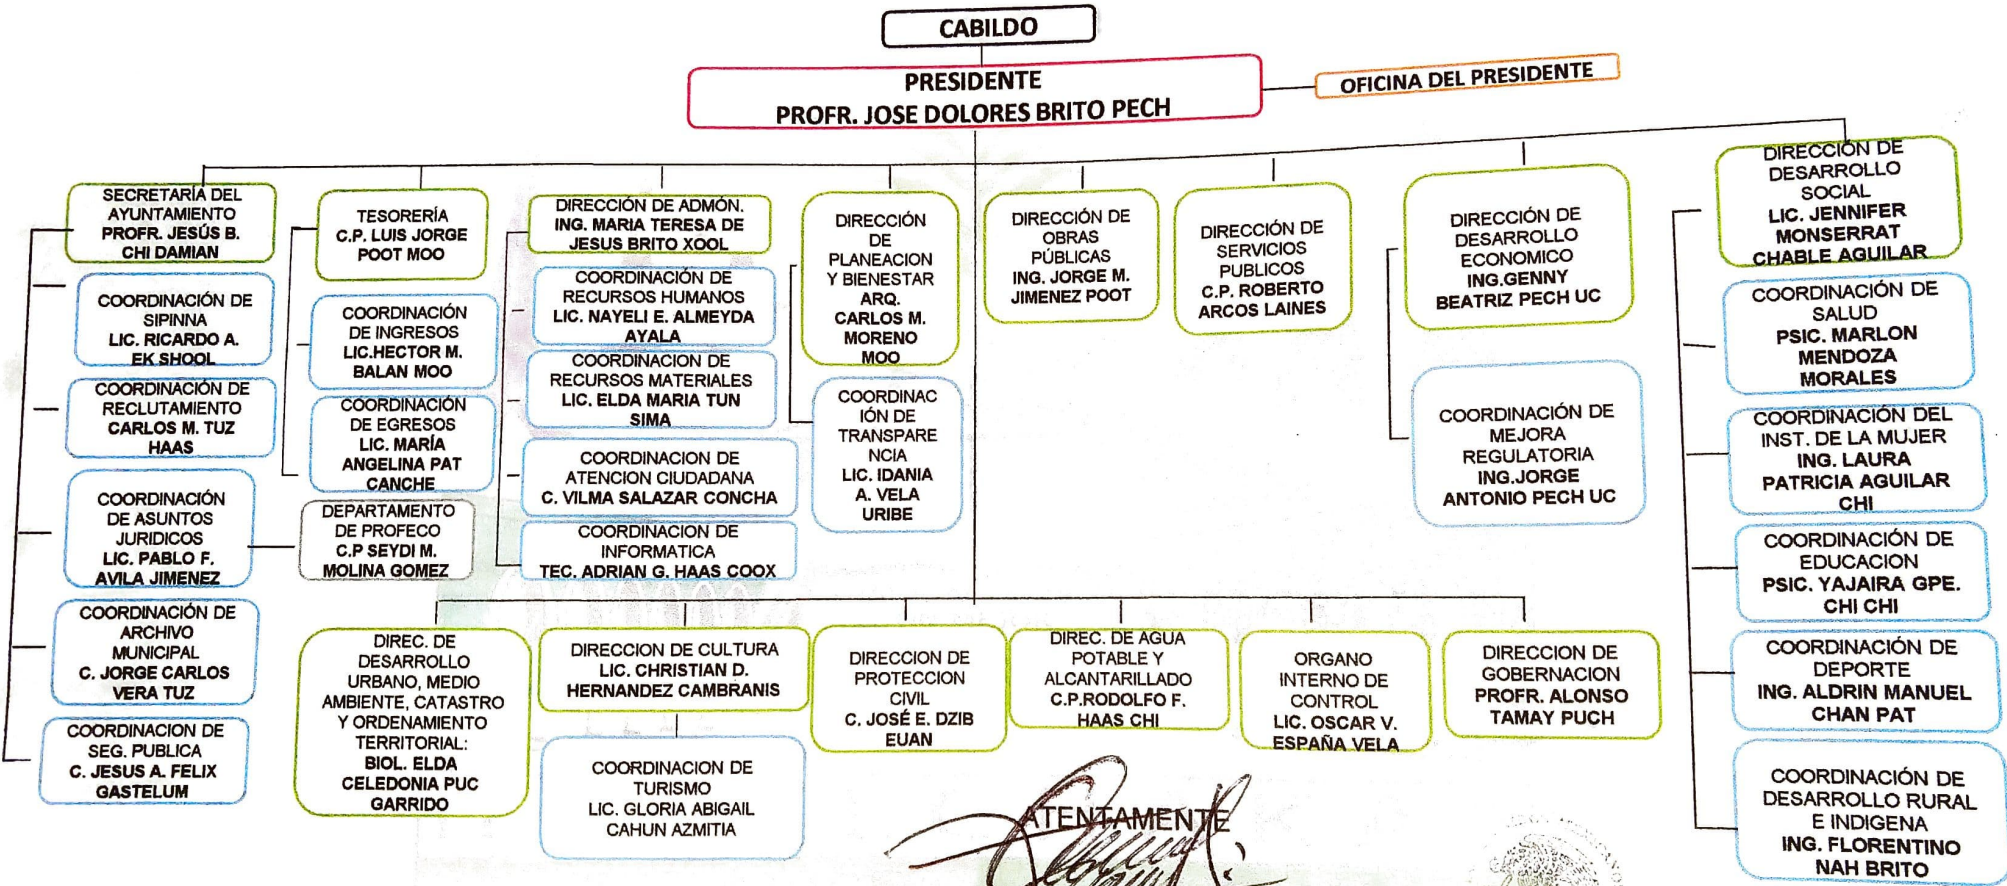 CABILDO
PRESIDENTE
PROFR. JOSE DOLORES BRITO PECH
OFICINA DEL PRESIDENTE
SECRETARÍA DEL
AYUNTAMIENTO
PROFR. JESÚS B.
CHI DAMIAN
COORDINACIÓN DE
SIPINNA
LIC. RICARDO A.
EK SHOOL
COORDINACIÓN DE
RECLUTAMIENTO
CARLOS M. TUZ
HAAS
COORDINACIÓN
DE ASUNTOS
JURIDICOS
LIC. PABLO F.
AVILA JIMENEZ
DEPARTAMENTO
DE PROFECO
C.P SEYDI M.
MOLINA GOMEZ
COORDINACIÓN DE
ARCHIVO
MUNICIPAL
C. JORGE CARLOS
VERA TUZ
COORDINACION DE
SEG. PUBLICA
C. JESUS A. FELIX
GASTELUM
TESORERÍA
C.P. LUIS JORGE
POOT MOO
COORDINACIÓN
DE INGRESOS
LIC.HECTOR M.
BALAN MOO
COORDINACIÓN
DE EGRESOS
LIC. MARÍA
ANGELINA PAT
CANCHE
DIRECCIÓN DE ADMÓN.
ING. MARIA TERESA DE
JESUS BRITO XOOL
COORDINACIÓN DE
RECURSOS HUMANOS
LIC. NAYELI E. ALMEYDA
AYALA
COORDINACION DE
RECURSOS MATERIALES
LIC. ELDA MARIA TUN
SIMA
COORDINACION DE
ATENCION CIUDADANA
C. VILMA SALAZAR CONCHA
COORDINACION DE
INFORMATICA
TEC. ADRIAN G. HAAS COOX
DIRECCIÓN
DE
PLANEACION
Y BIENESTAR
ARQ.
CARLOS M.
MORENO
MOO
COORDINAC
IÓN DE
TRANSPARE
NCIA
LIC. IDANIA
A. VELA
URIBE
DIRECCIÓN DE
OBRAS
PÚBLICAS
ING. JORGE M.
JIMENEZ POOT
DIRECCIÓN DE
SERVICIOS
PUBLICOS
C.P. ROBERTO
ARCOS LAINES
DIRECCIÓN DE
DESARROLLO
ECONOMICO
ING.GENNY
BEATRIZ PECH UC
COORDINACIÓN DE
MEJORA
REGULATORIA
ING.JORGE
ANTONIO PECH UC
DIRECCIÓN DE
DESARROLLO
SOCIAL
LIC. JENNIFER
MONSERRAT
CHABLE AGUILAR
COORDINACIÓN DE
SALUD
PSIC. MARLON
MENDOZA
MORALES
COORDINACIÓN DEL
INST. DE LA MUJER
ING. LAURA
PATRICIA AGUILAR
CHI
COORDINACIÓN DE
EDUCACION
PSIC. YAJAIRA GPE.
CHI CHI
COORDINACIÓN DE
DEPORTE
ING. ALDRIN MANUEL
CHAN PAT
COORDINACIÓN DE
DESARROLLO RURAL
E INDIGENA
ING. FLORENTINO
NAH BRITO
DIREC. DE
DESARROLLO
URBANO, MEDIO
AMBIENTE, CATASTRO
Y ORDENAMIENTO
TERRITORIAL:
BIOL. ELDA
CELEDONIA PUC
GARRIDO
DIRECCION DE CULTURA
LIC. CHRISTIAN D.
HERNANDEZ CAMBRANIS
COORDINACION DE
TURISMO
LIC. GLORIA ABIGAIL
CAHUN AZMITIA
DIRECCION DE
PROTECCION
CIVIL
C. JOSÉ E. DZIB
EUAN
DIREC. DE AGUA
POTABLE Y
ALCANTARILLADO
C.P.RODOLFO F.
HAAS CHI
ORGANO
INTERNO DE
CONTROL
LIC. OSCAR V.
ESPAÑA VELA
DIRECCION DE
GOBERNACION
PROFR. ALONSO
TAMAY PUCH
ATENTAMENTE